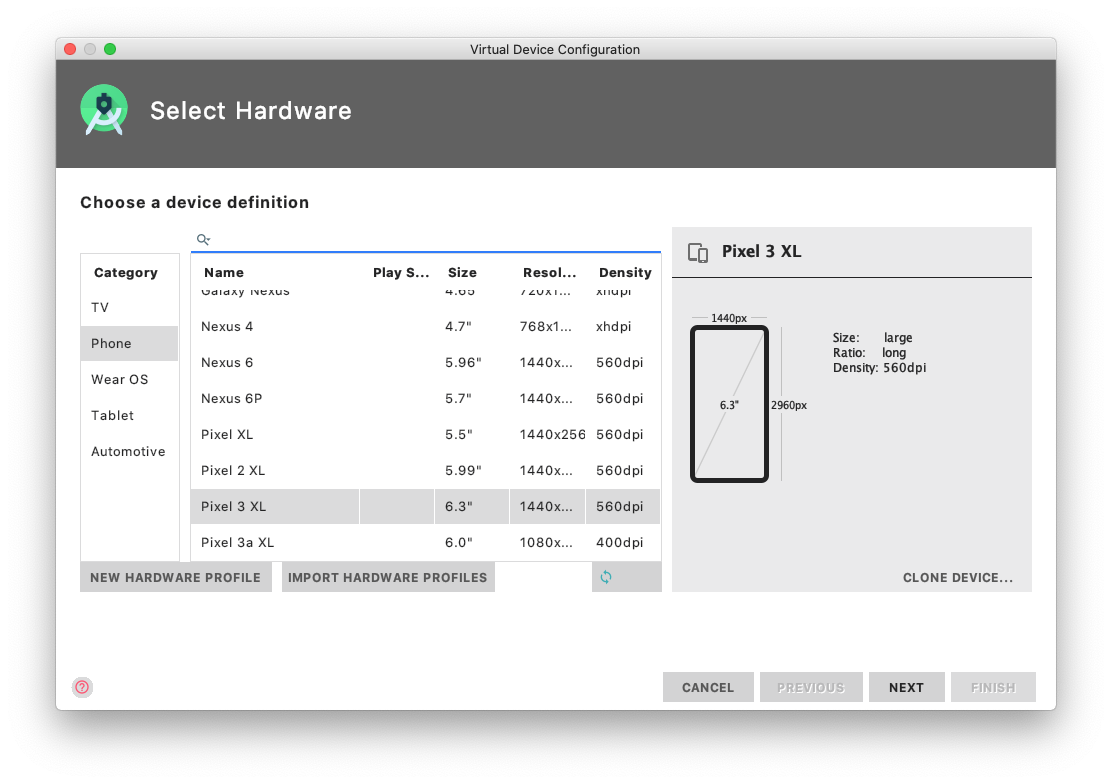 Virtual Device Configuration
Select Hardware
Choose a device definition
Category
TV
Phone
Wear OS
Tablet
Automotive
Name Play S... Size Resol... Density
Galaxy Nexus 4.65 720x1... xhdpi
Nexus 4 4.7" 768x1... xhdpi
Nexus 6 5.96" 1440x... 560dpi
Nexus 6P 5.7" 1440x... 560dpi
Pixel XL 5.5" 1440x256 560dpi
Pixel 2 XL 5.99" 1440x... 560dpi
Pixel 3 XL 6.3" 1440x... 560dpi
Pixel 3a XL 6.0" 1080x... 400dpi
NEW HARDWARE PROFILE IMPORT HARDWARE PROFILES
Pixel 3 XL
1440px
6.3"
2960px
Size: large
Ratio: long
Density: 560dpi
CLONE DEVICE...
?
CANCEL PREVIOUS NEXT FINISH